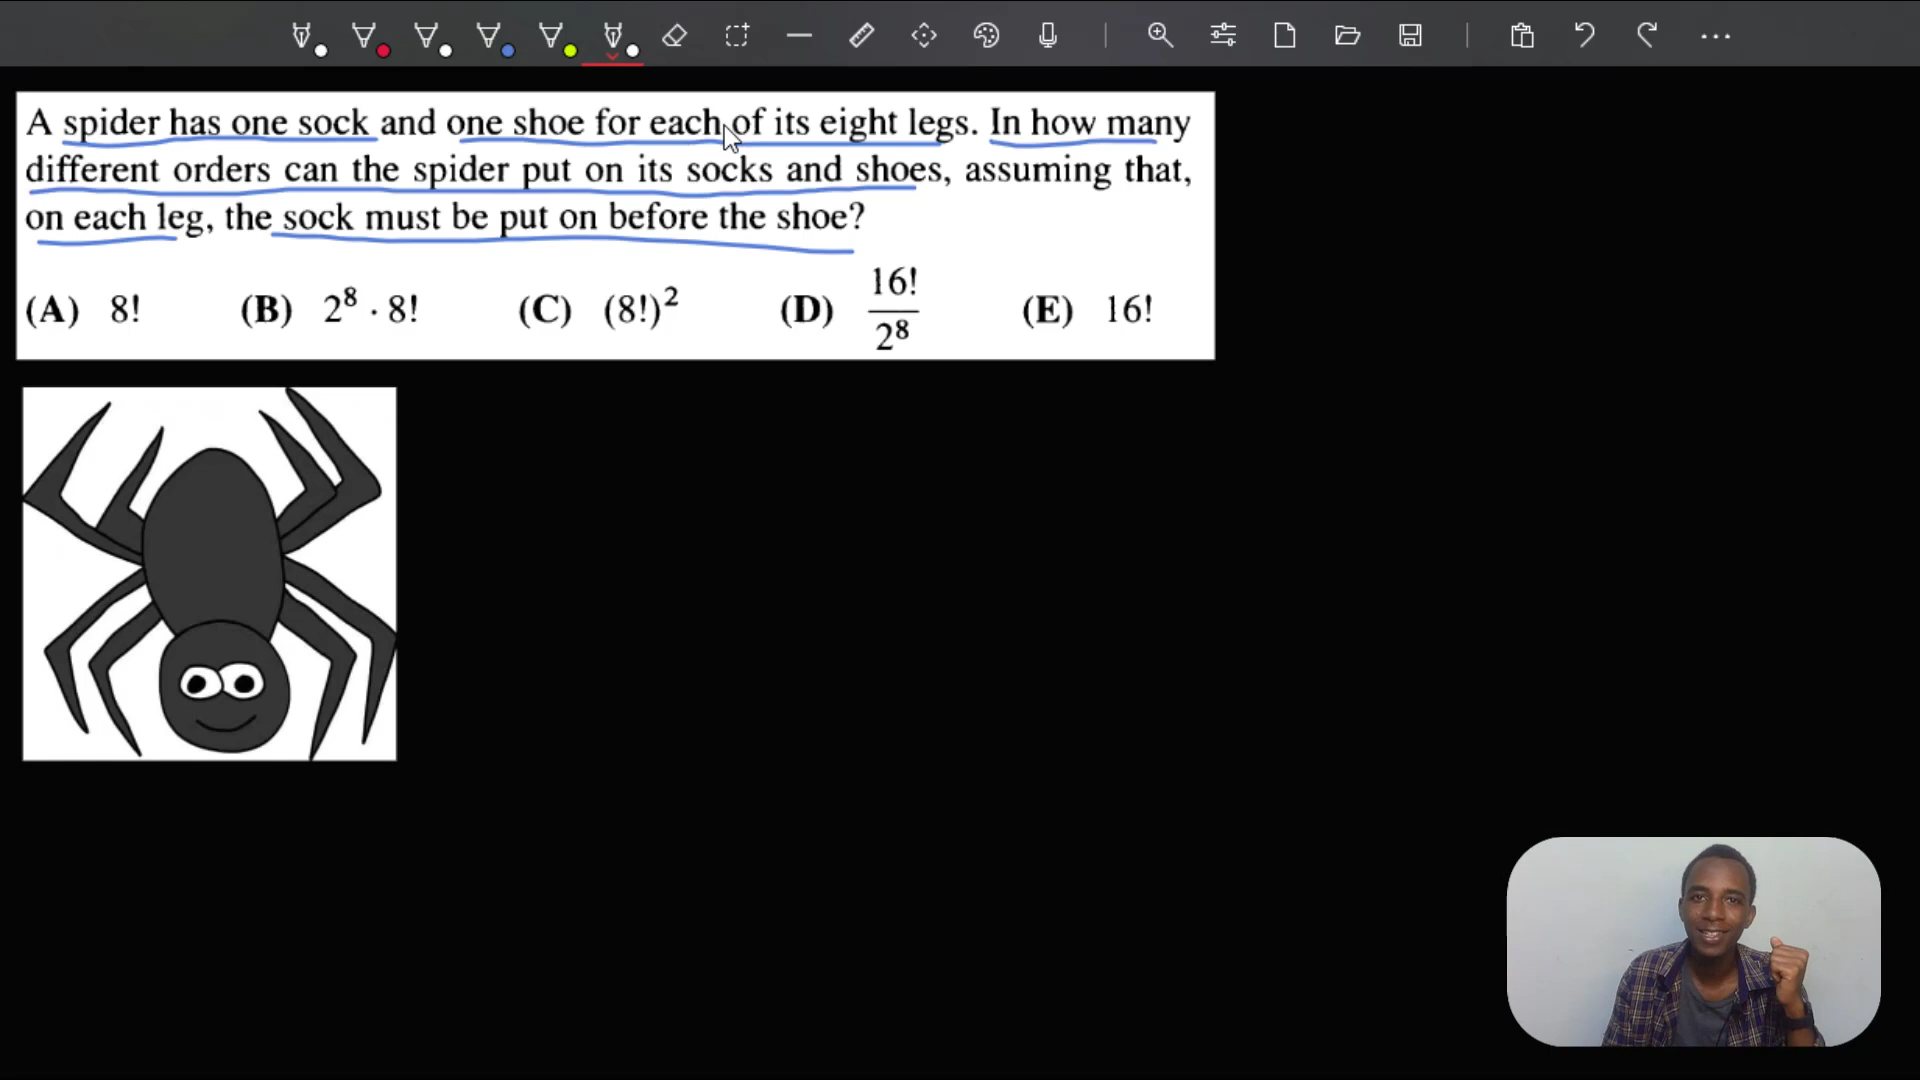 A spider has one sock and one shoe for each of its eight legs. In how many
different orders can the spider put on its socks and shoes, assuming that,
on each leg, the sock must be put on before the shoe?
(A) 8! (B) 2^8 · 8! (C) (8!)^2 (D) 16!/2^8 (E) 16!